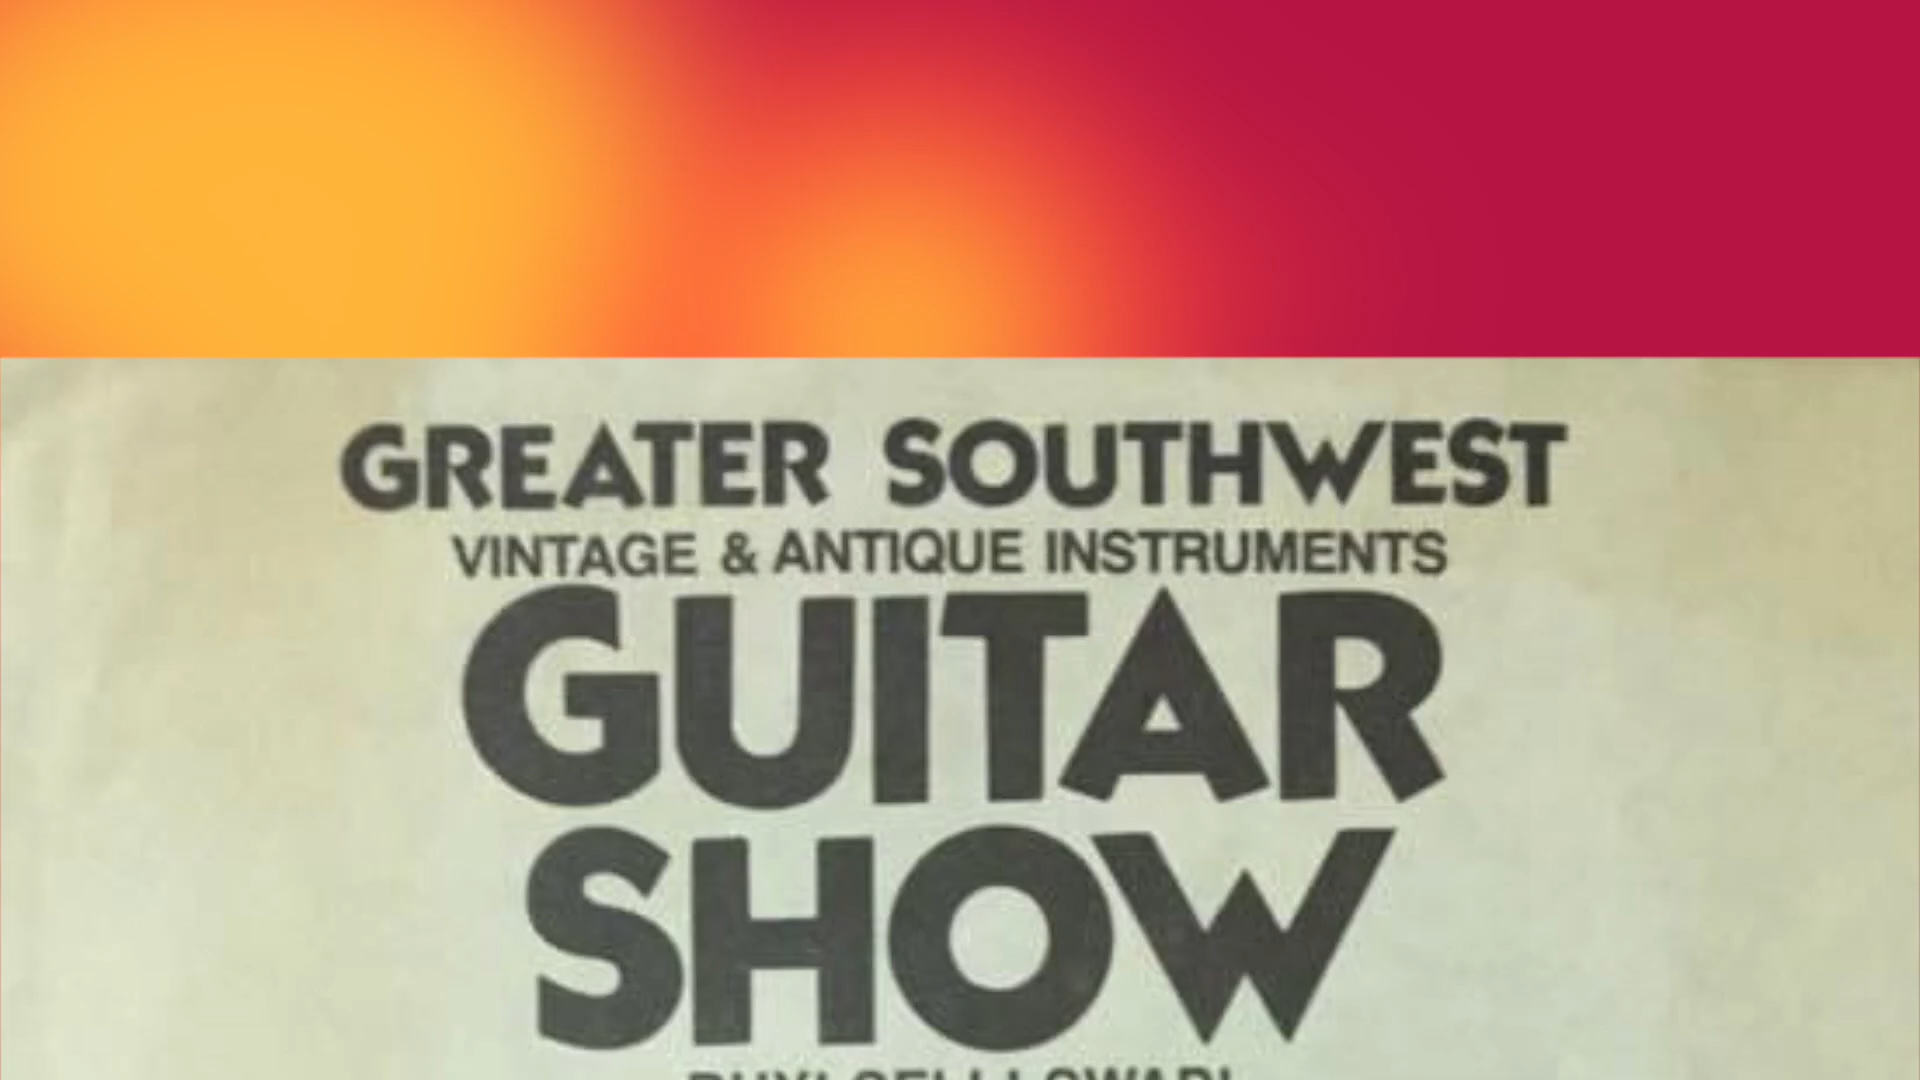 GREATER SOUTHWEST
VINTAGE & ANTIQUE INSTRUMENTS
GUITAR
SHOW